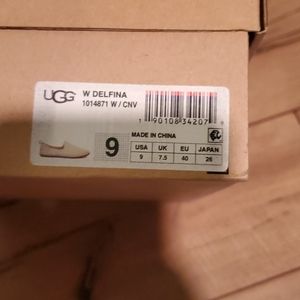 UGG
W DELFINA
1014871 W / CNV
1 90108 34207
MADE IN CHINA
9
USA UK EU JAPAN
9 7.5 40 26